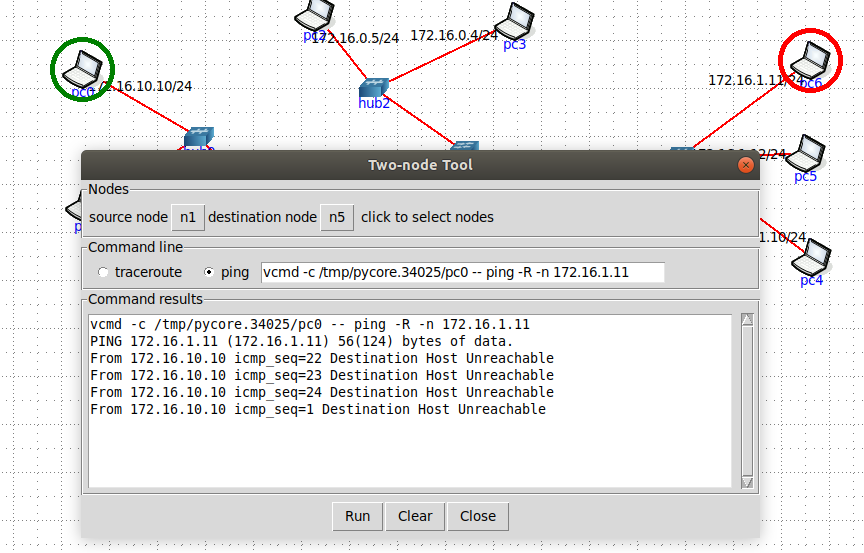 pc2
172.16.0.5/24
172.16.0.4/24
pc3
172.16.1.11/24
pc6
pc0
.16.10.10/24
hub2
pc5
Two-node Tool
Nodes
source node n1 destination node n5 click to select nodes
1.10/24
Command line
traceroute ping vcmd -c /tmp/pycore.34025/pc0 -- ping -R -n 172.16.1.11
pc4
Command results
vcmd -c /tmp/pycore.34025/pc0 -- ping -R -n 172.16.1.11
PING 172.16.1.11 (172.16.1.11) 56(124) bytes of data.
From 172.16.10.10 icmp_seq=22 Destination Host Unreachable
From 172.16.10.10 icmp_seq=23 Destination Host Unreachable
From 172.16.10.10 icmp_seq=24 Destination Host Unreachable
From 172.16.10.10 icmp_seq=1 Destination Host Unreachable
Run Clear Close